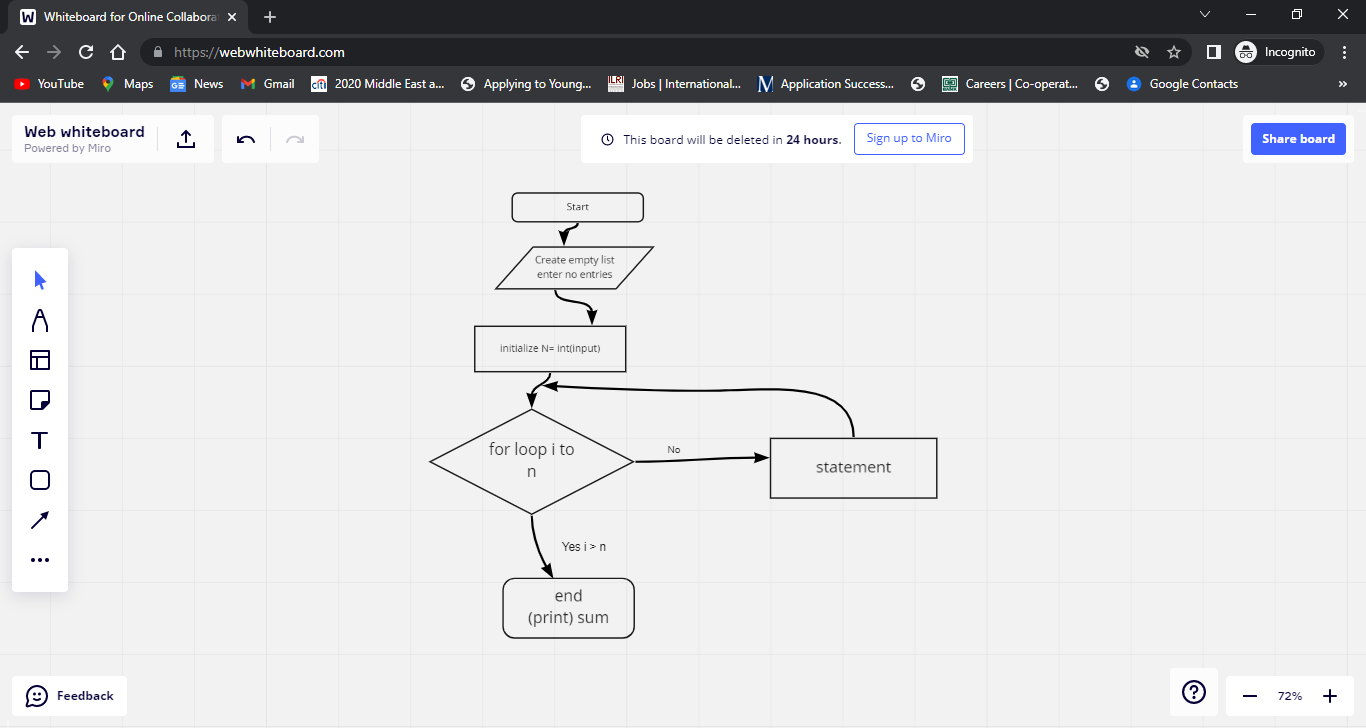 Whiteboard for Online Collabora
https://webwhiteboard.com
Incognito
YouTube
Maps
News
Gmail
citi
2020 Middle East a...
Applying to Young...
LRI
Jobs | International...
Application Success...
Careers | Co-operat...
Google Contacts
»
Web whiteboard
Powered by Miro
This board will be deleted in 24 hours.
Sign up to Miro
Share board
Start
Create empty list
enter no entries
initialize N= int(input)
for loop i to
n
No
statement
Yes i > n
end
(print) sum
Feedback
72%